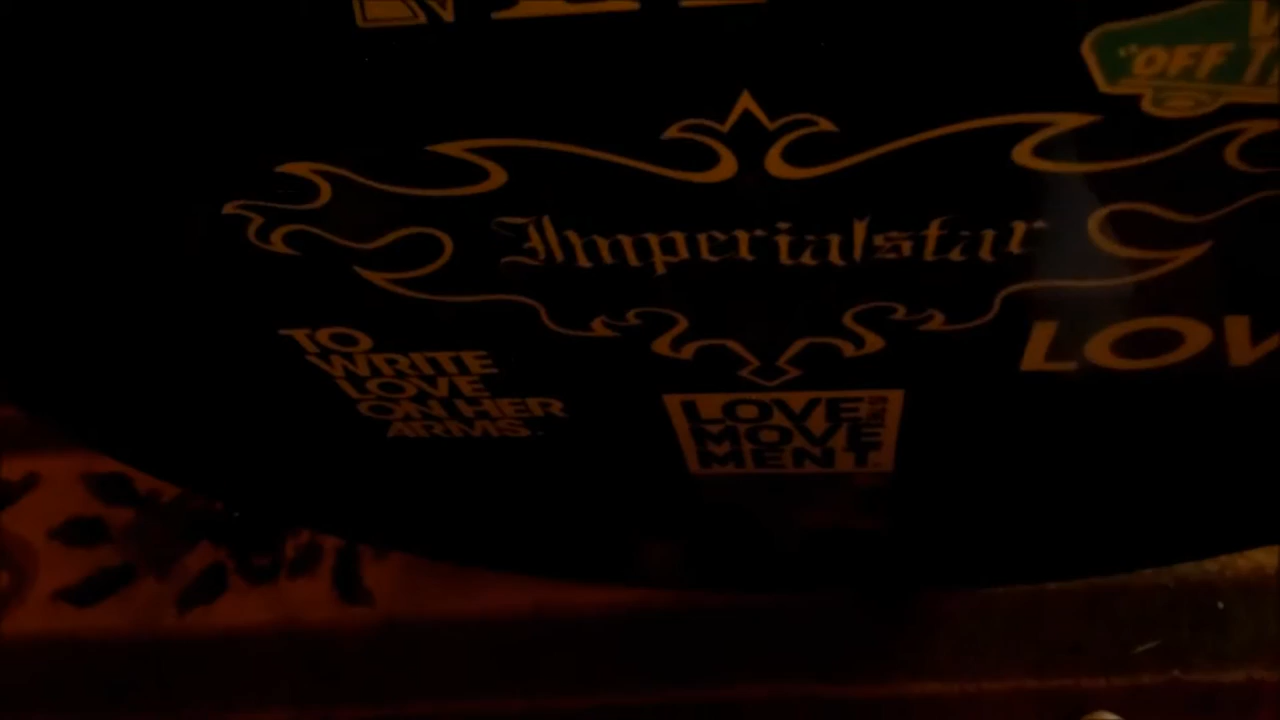 "OFF
Imperialstar
TO
WRITE
LOVE
ON HER
ARMS.
LOVE
MOVE
MENT
LOV